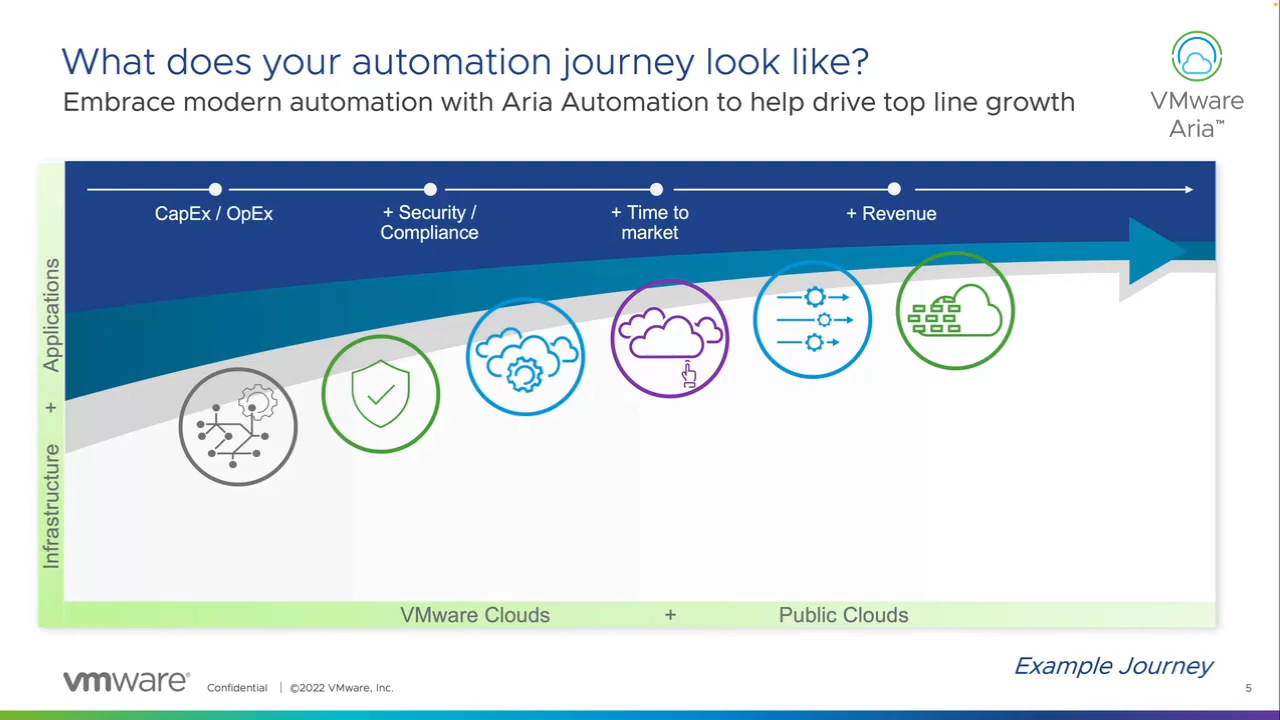 What does your automation journey look like?
Embrace modern automation with Aria Automation to help drive top line growth
VMware
Aria™
CapEx / OpEx
+ Security /
Compliance
+ Time to
market
+ Revenue
Infrastructure + Applications
VMware Clouds + Public Clouds
Example Journey
vmware® Confidential | ©2022 VMware, Inc.
5